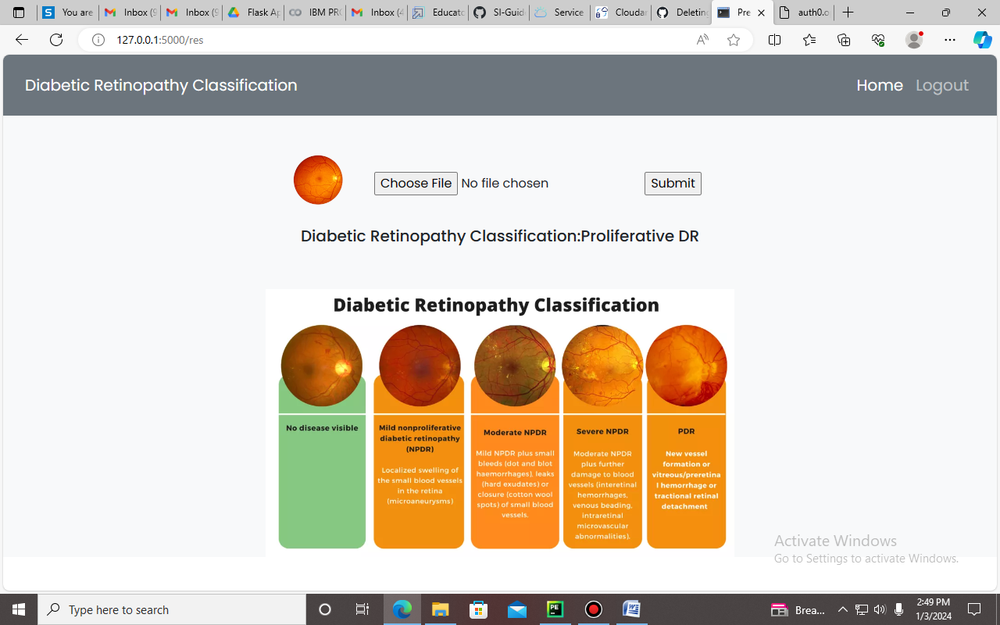 You are
Inbox (9
Inbox (9
Flask Ap
IBM PRO
Inbox (4
Educato
SI-Guide
Service
Cloudan
Deleting
Pre
auth0.o
127.0.0.1:5000/res
Diabetic Retinopathy Classification
Home
Logout
Choose File No file chosen
Submit
Diabetic Retinopathy Classification:Proliferative DR
Diabetic Retinopathy Classification
No disease visible
Mild nonproliferative
diabetic retinopathy
(NPDR)
Localized swelling of
the small blood vessels
in the retina
(microaneurysms)
Moderate NPDR
Mild NPDR plus small
bleeds (dot and blot
haemorrhages), leaks
(hard exudates) or
closure (cotton wool
spots) of small blood
vessels.
Severe NPDR
Moderate NPDR
plus further
damage to blood
vessels (interetinal
hemorrhages,
venous beading,
intraretinal
microvascular
abnormalities).
PDR
New vessel
formation or
vitreous/preretina
l hemorrhage or
tractional retinal
detachment
Activate Windows
Go to Settings to activate Windows.
Type here to search
Brea...
2:49 PM
1/3/2024